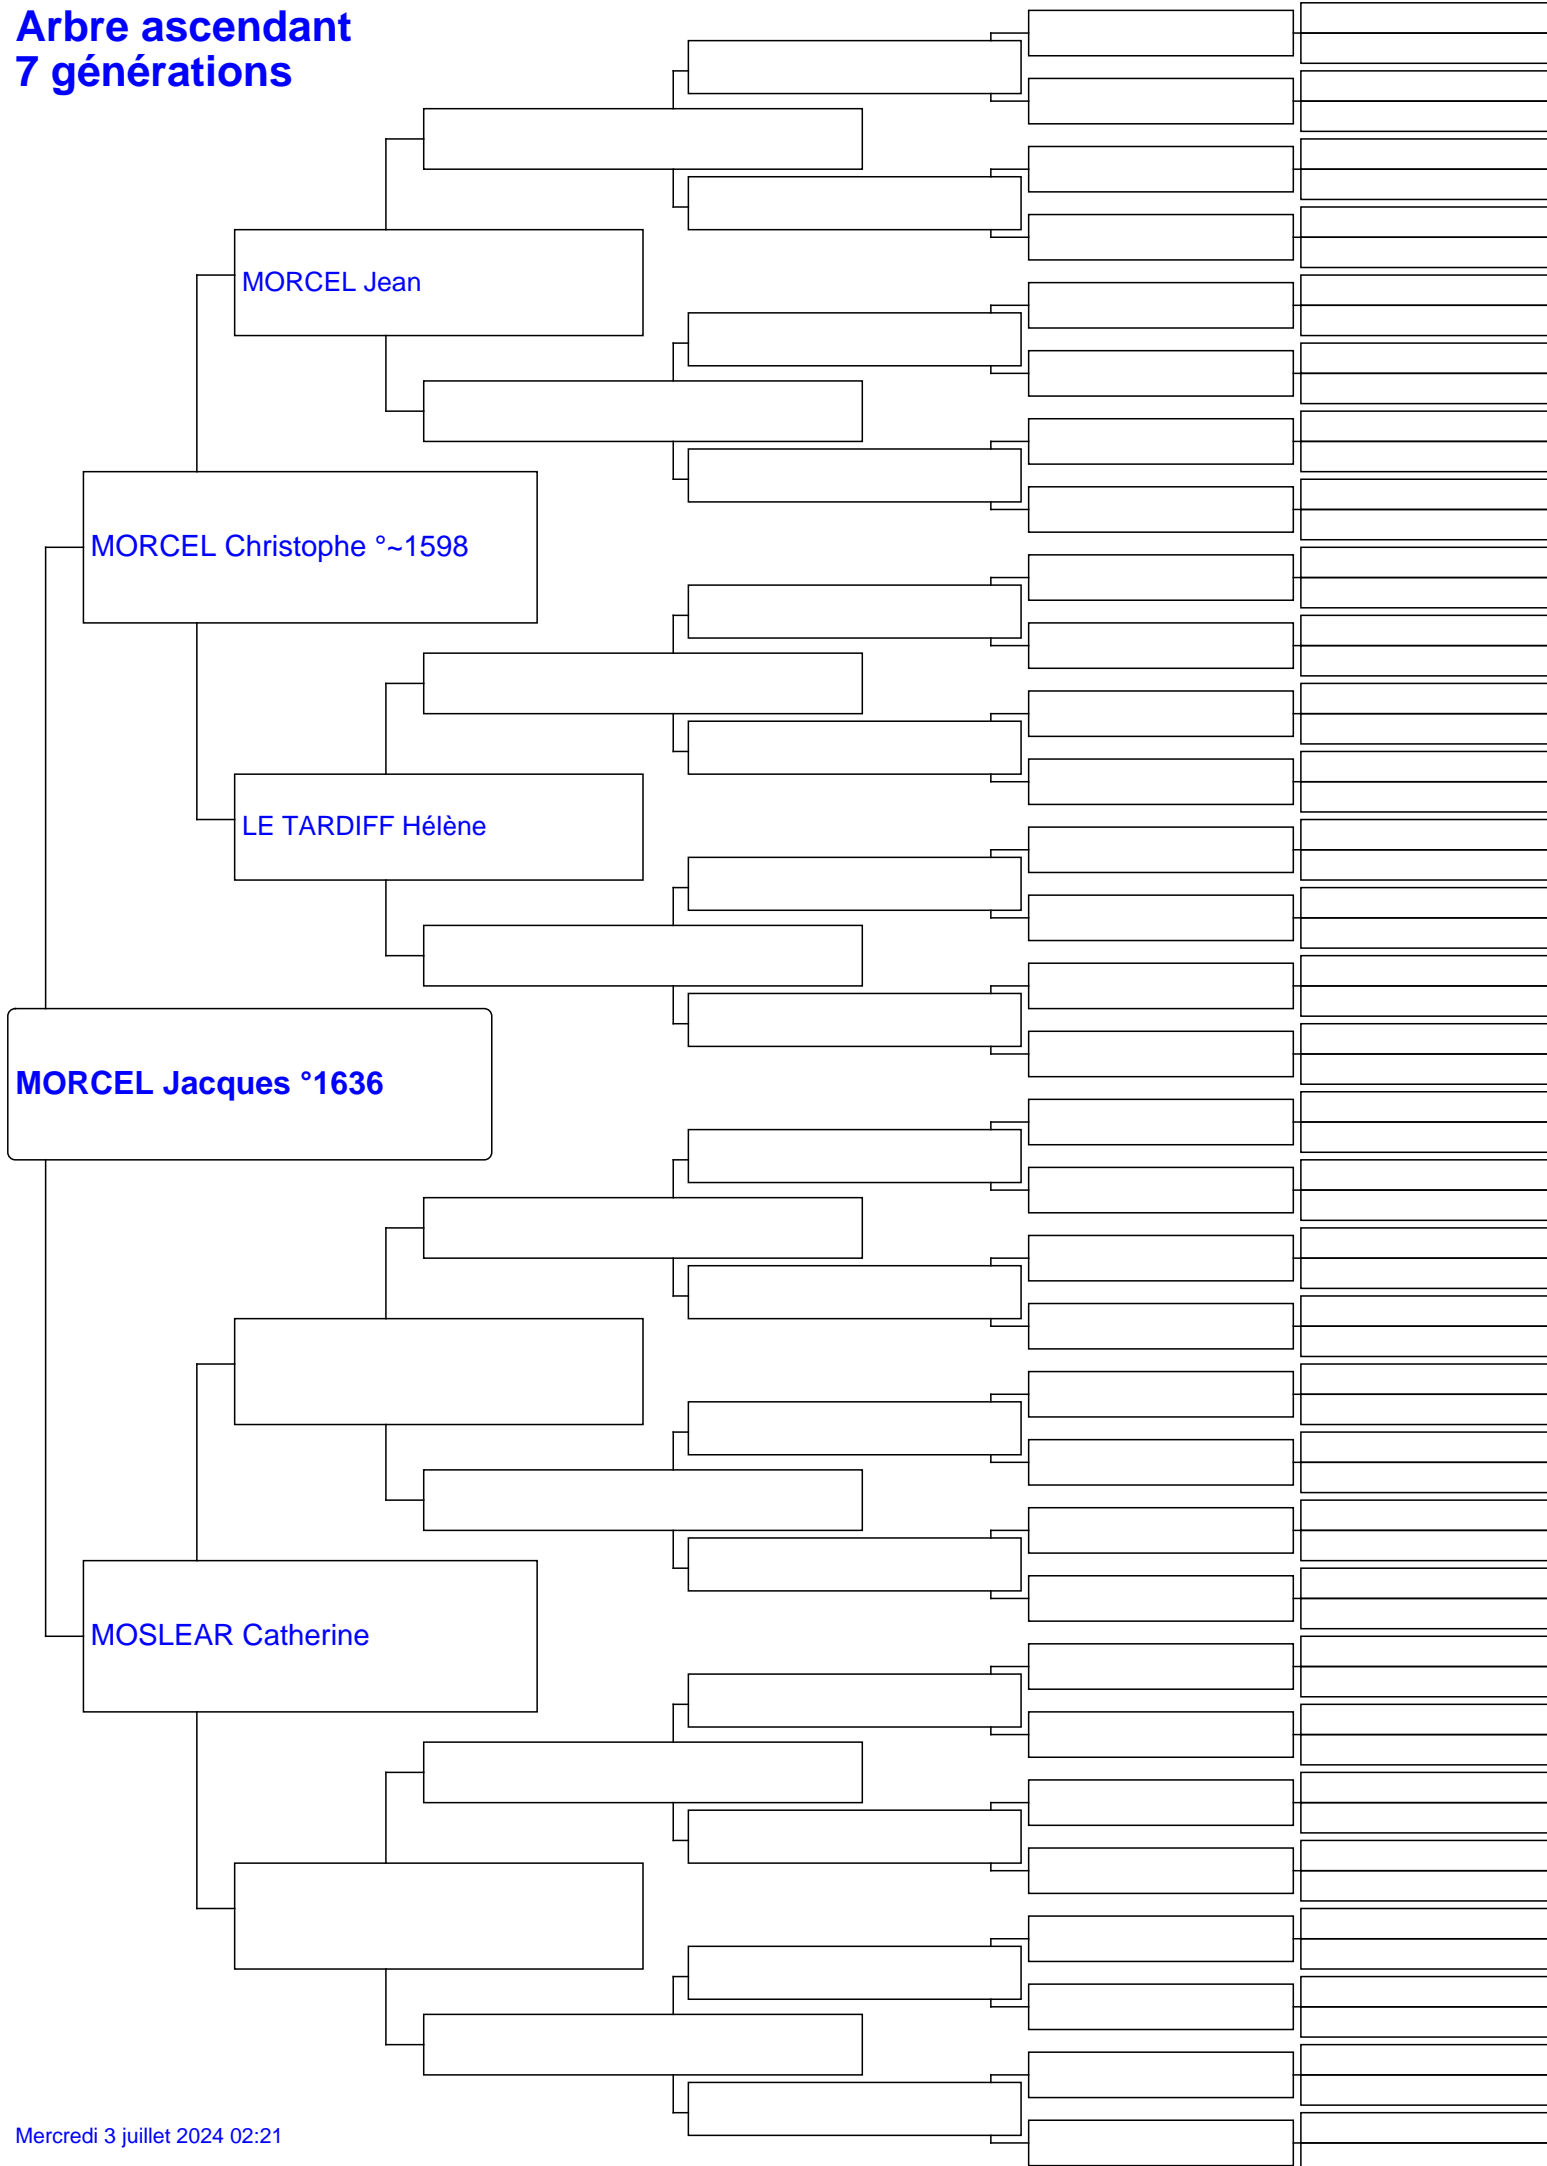 Arbre ascendant
7 générations
MORCEL Jean
MORCEL Christophe °~1598
LE TARDIFF Hélène
MORCEL Jacques °1636
MOSLEAR Catherine
Mercredi 3 juillet 2024 02:21